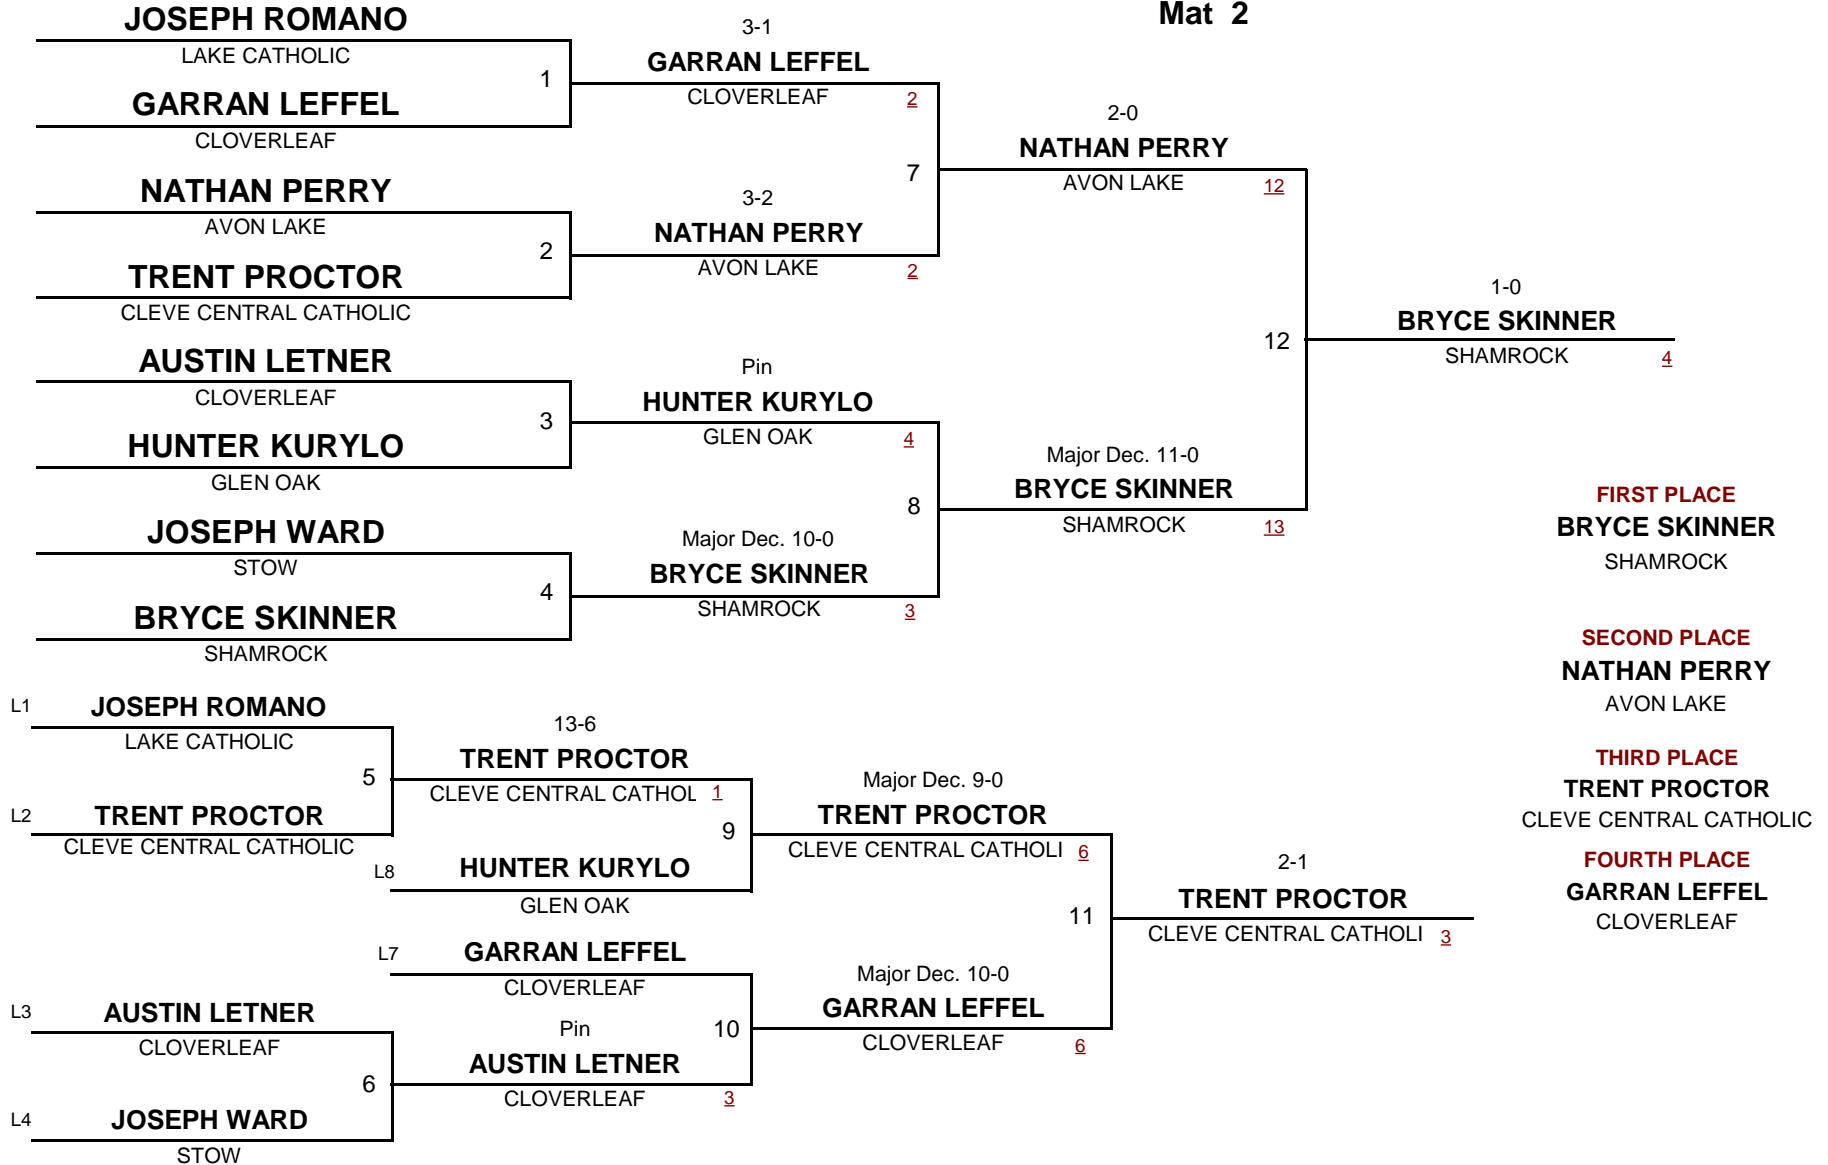 Mat 2
JOSEPH ROMANO
LAKE CATHOLIC
1
GARRAN LEFFEL
CLOVERLEAF
NATHAN PERRY
AVON LAKE
2
TRENT PROCTOR
CLEVE CENTRAL CATHOLIC
AUSTIN LETNER
CLOVERLEAF
3
HUNTER KURYLO
GLEN OAK
JOSEPH WARD
STOW
4
BRYCE SKINNER
SHAMROCK
3-1
GARRAN LEFFEL
CLOVERLEAF 2
7
3-2
NATHAN PERRY
AVON LAKE 2
Pin
HUNTER KURYLO
GLEN OAK 4
8
Major Dec. 10-0
BRYCE SKINNER
SHAMROCK 3
2-0
NATHAN PERRY
AVON LAKE 12
12
Major Dec. 11-0
BRYCE SKINNER
SHAMROCK 13
1-0
BRYCE SKINNER
SHAMROCK 4
L1 JOSEPH ROMANO
LAKE CATHOLIC
5
L2 TRENT PROCTOR
CLEVE CENTRAL CATHOLIC
L3 AUSTIN LETNER
CLOVERLEAF
6
L4 JOSEPH WARD
STOW
13-6
TRENT PROCTOR
CLEVE CENTRAL CATHOL 1
9
L8 HUNTER KURYLO
GLEN OAK
L7 GARRAN LEFFEL
CLOVERLEAF
10
Pin
AUSTIN LETNER
CLOVERLEAF 3
Major Dec. 9-0
TRENT PROCTOR
CLEVE CENTRAL CATHOLI 6
11
Major Dec. 10-0
GARRAN LEFFEL
CLOVERLEAF 6
2-1
TRENT PROCTOR
CLEVE CENTRAL CATHOLI 3
FIRST PLACE
BRYCE SKINNER
SHAMROCK
SECOND PLACE
NATHAN PERRY
AVON LAKE
THIRD PLACE
TRENT PROCTOR
CLEVE CENTRAL CATHOLIC
FOURTH PLACE
GARRAN LEFFEL
CLOVERLEAF